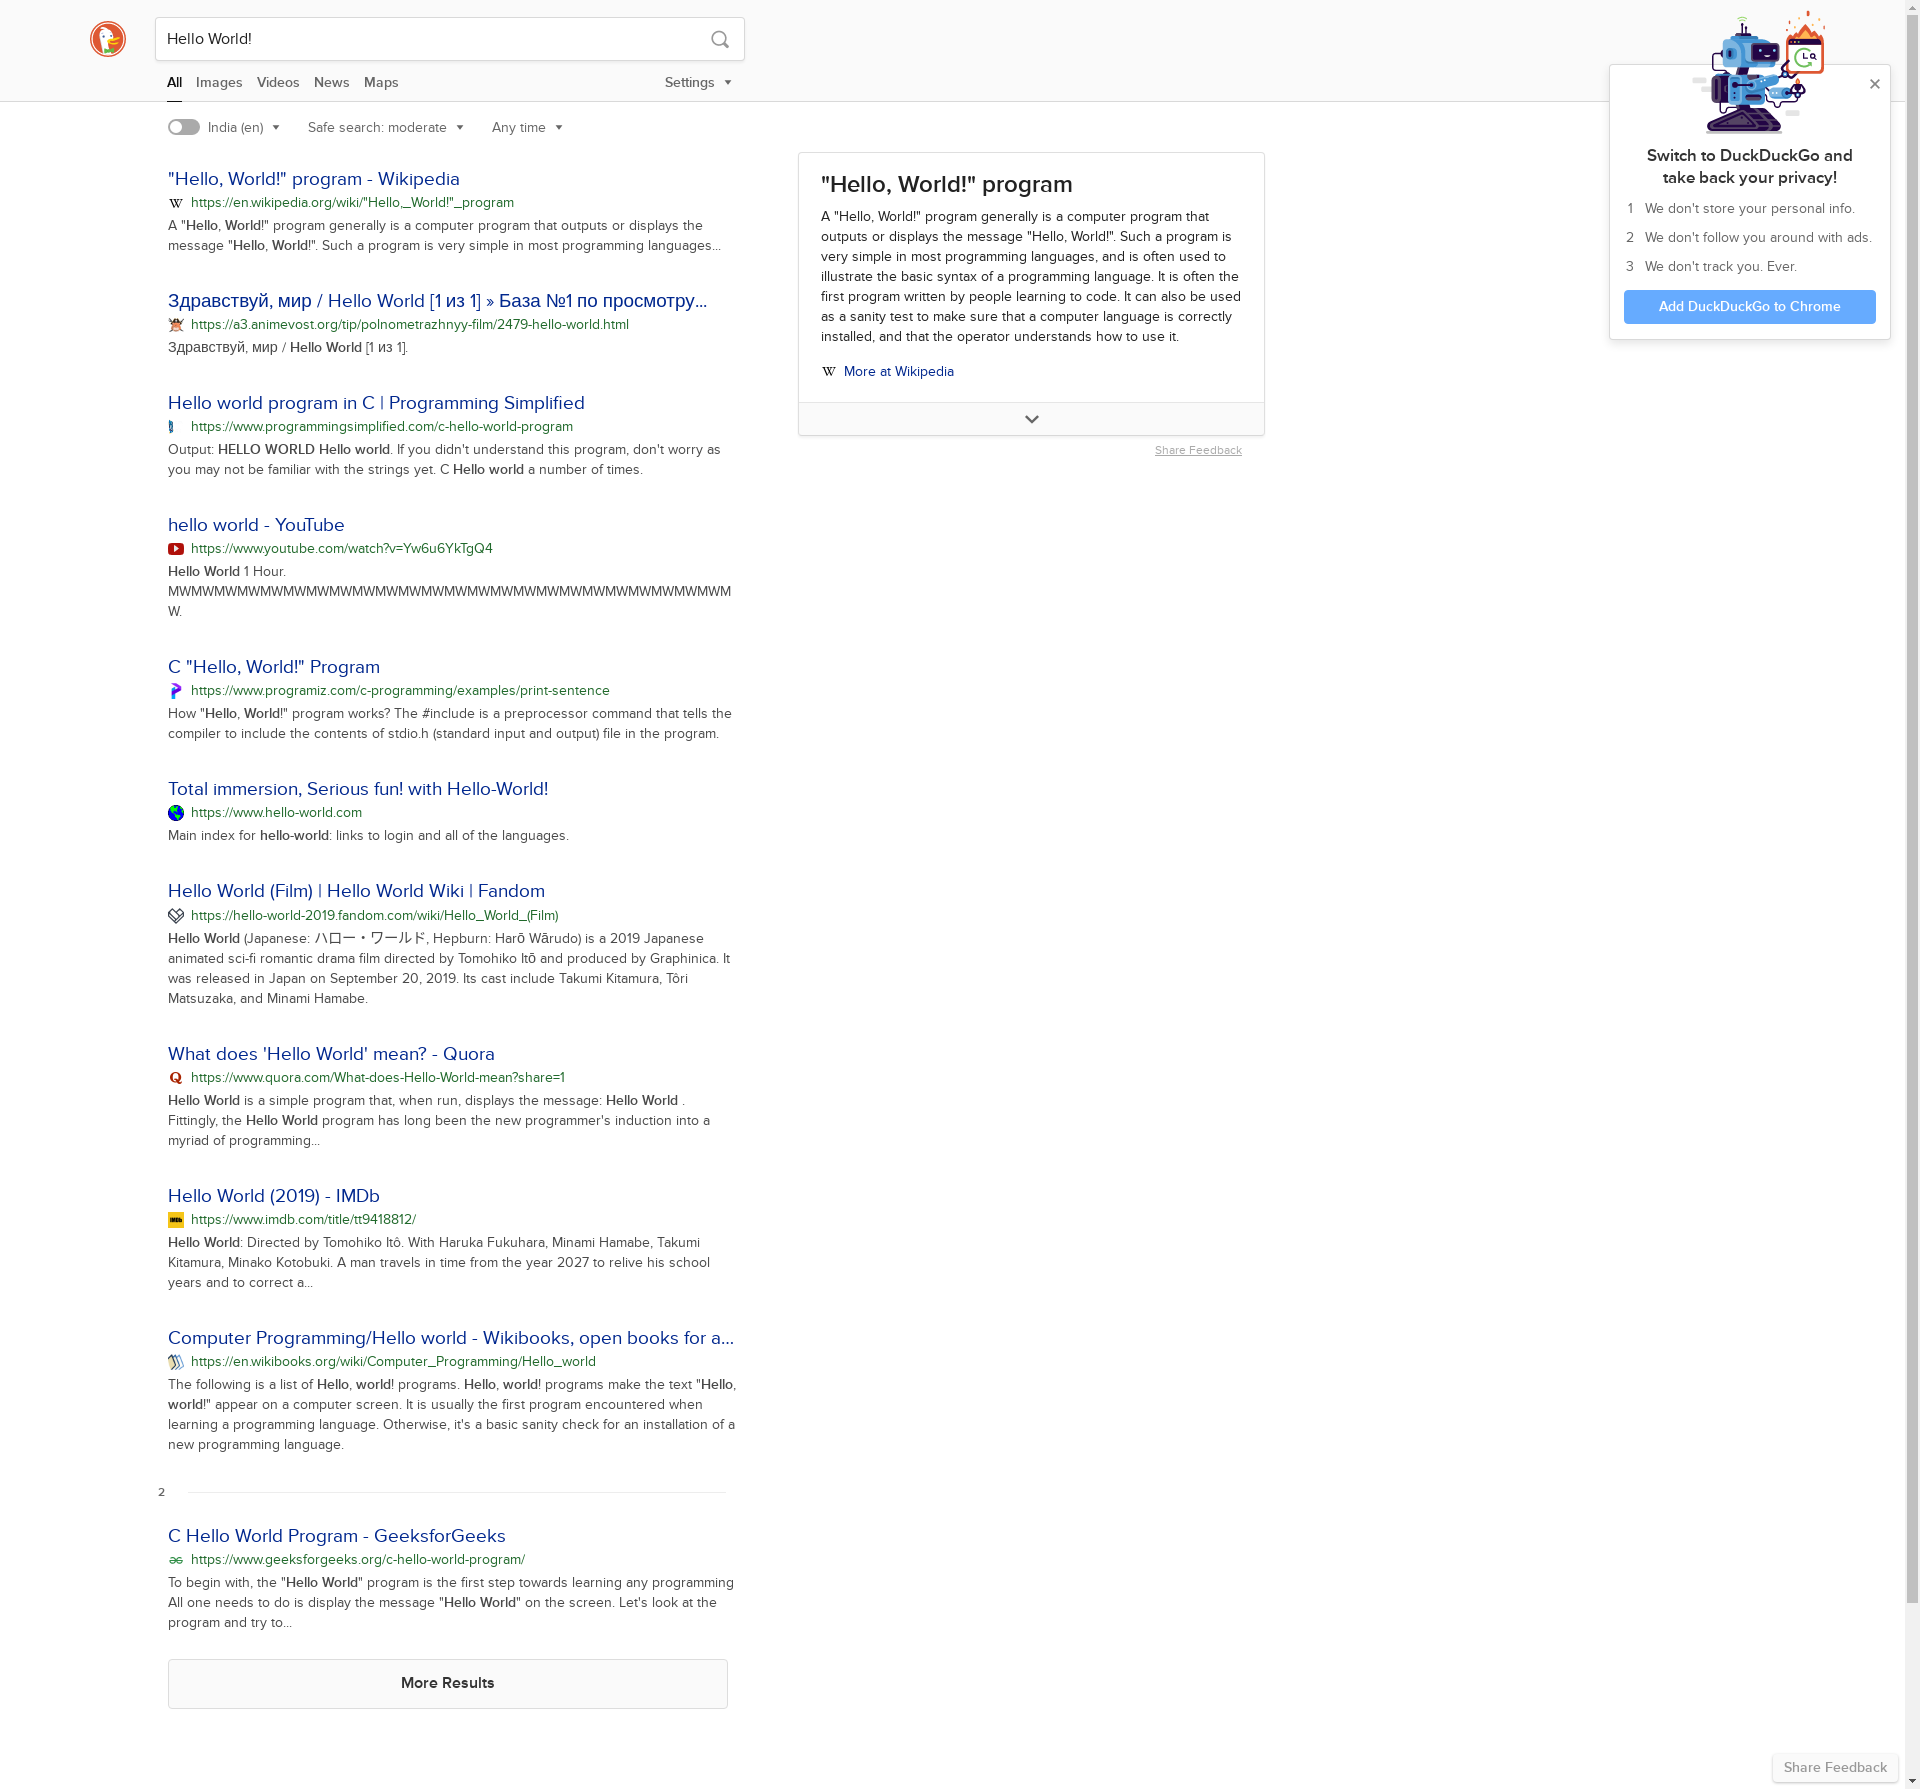 Hello World!
All Images Videos News Maps Settings
India (en) Safe search: moderate Any time
"Hello, World!" program - Wikipedia
https://en.wikipedia.org/wiki/"Hello,_World!"_program
A "Hello, World!" program generally is a computer program that outputs or displays the
message "Hello, World!". Such a program is very simple in most programming languages...
Здравствуй, мир / Hello World [1 из 1] » База №1 по просмотру...
https://a3.animevost.org/tip/polnometrazhnyy-film/2479-hello-world.html
Здравствуй, мир / Hello World [1 из 1].
Hello world program in C | Programming Simplified
https://www.programmingsimplified.com/c-hello-world-program
Output: HELLO WORLD Hello world. If you didn't understand this program, don't worry as
you may not be familiar with the strings yet. C Hello world a number of times.
hello world - YouTube
https://www.youtube.com/watch?v=Yw6u6YkTgQ4
Hello World 1 Hour.
MWMWMWMWMWMWMWMWMWMWMWMWMWMWMWMWMWMWMWMWMWMWMWMWM
W.
C "Hello, World!" Program
https://www.programiz.com/c-programming/examples/print-sentence
How "Hello, World!" program works? The #include is a preprocessor command that tells the
compiler to include the contents of stdio.h (standard input and output) file in the program.
Total immersion, Serious fun! with Hello-World!
https://www.hello-world.com
Main index for hello-world: links to login and all of the languages.
Hello World (Film) | Hello World Wiki | Fandom
https://hello-world-2019.fandom.com/wiki/Hello_World_(Film)
Hello World (Japanese: ハロー・ワールド, Hepburn: Harō Wārudo) is a 2019 Japanese
animated sci-fi romantic drama film directed by Tomohiko Itō and produced by Graphinica. It
was released in Japan on September 20, 2019. Its cast include Takumi Kitamura, Tôri
Matsuzaka, and Minami Hamabe.
What does 'Hello World' mean? - Quora
https://www.quora.com/What-does-Hello-World-mean?share=1
Hello World is a simple program that, when run, displays the message: Hello World .
Fittingly, the Hello World program has long been the new programmer's induction into a
myriad of programming...
Hello World (2019) - IMDb
https://www.imdb.com/title/tt9418812/
Hello World: Directed by Tomohiko Itô. With Haruka Fukuhara, Minami Hamabe, Takumi
Kitamura, Minako Kotobuki. A man travels in time from the year 2027 to relive his school
years and to correct a...
Computer Programming/Hello world - Wikibooks, open books for a...
https://en.wikibooks.org/wiki/Computer_Programming/Hello_world
The following is a list of Hello, world! programs. Hello, world! programs make the text "Hello,
world!" appear on a computer screen. It is usually the first program encountered when
learning a programming language. Otherwise, it's a basic sanity check for an installation of a
new programming language.
2
C Hello World Program - GeeksforGeeks
https://www.geeksforgeeks.org/c-hello-world-program/
To begin with, the "Hello World" program is the first step towards learning any programming
All one needs to do is display the message "Hello World" on the screen. Let's look at the
program and try to...
More Results
"Hello, World!" program
A "Hello, World!" program generally is a computer program that
outputs or displays the message "Hello, World!". Such a program is
very simple in most programming languages, and is often used to
illustrate the basic syntax of a programming language. It is often the
first program written by people learning to code. It can also be used
as a sanity test to make sure that a computer language is correctly
installed, and that the operator understands how to use it.
W More at Wikipedia
Share Feedback
Switch to DuckDuckGo and
take back your privacy!
1 We don't store your personal info.
2 We don't follow you around with ads.
3 We don't track you. Ever.
Add DuckDuckGo to Chrome
Share Feedback